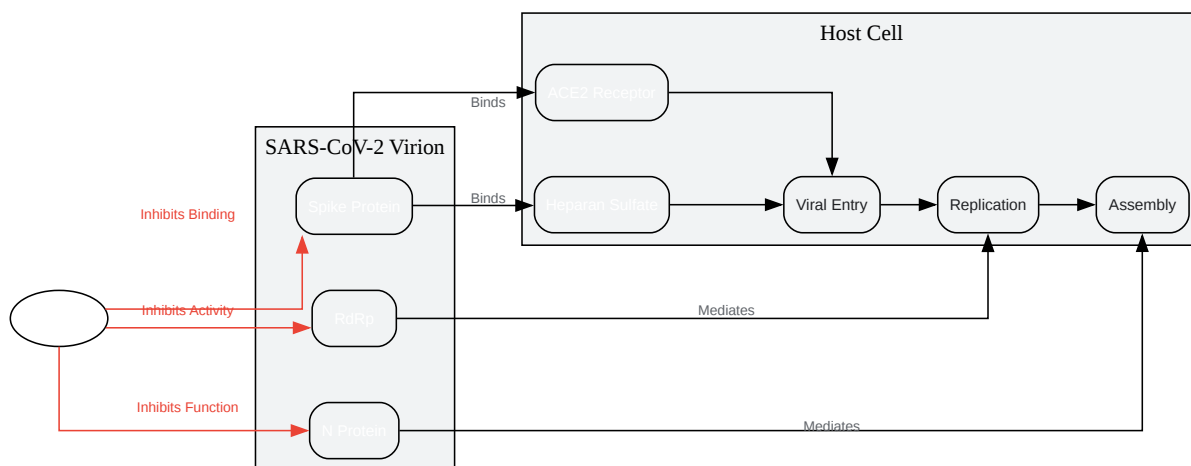 Host Cell
ACE2 Receptor
Binds
SARS-CoV-2 Virion
Spike Protein
Binds
Heparan Sulfate
Viral Entry
Replication
Assembly
Inhibits Binding
Inhibits Activity
RdRp
Mediates
Inhibits Function
N Protein
Mediates